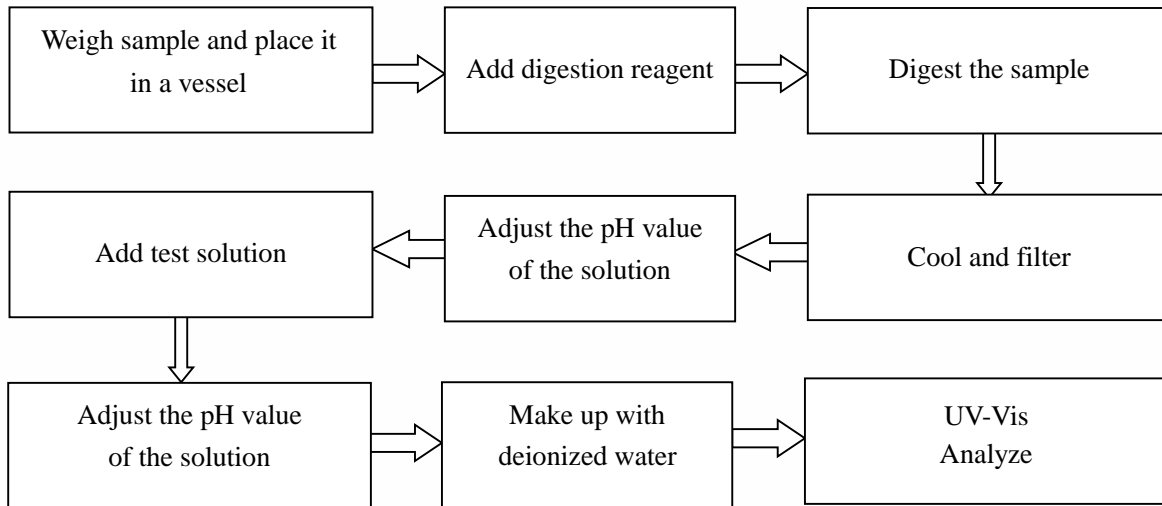 Weigh sample and place it
in a vessel
Add digestion reagent
Digest the sample
Cool and filter
Adjust the pH value
of the solution
Add test solution
Adjust the pH value
of the solution
Make up with
deionized water
UV-Vis
Analyze